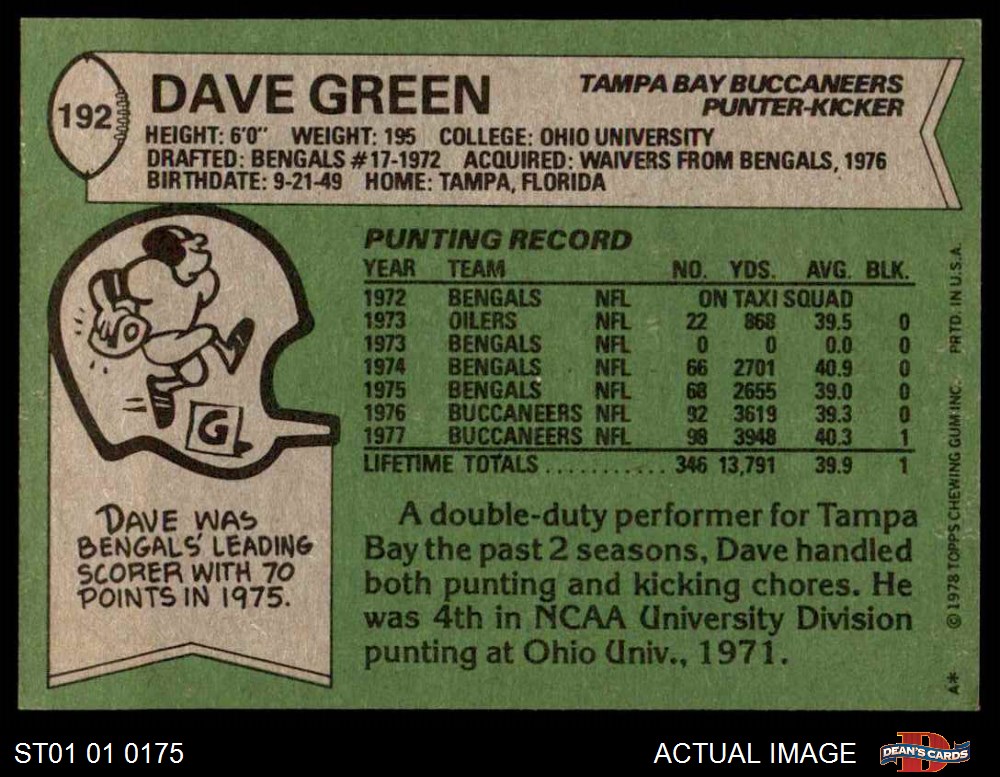 192
DAVE GREEN
TAMPA BAY BUCCANEERS
PUNTER-KICKER
HEIGHT: 6'0" WEIGHT: 195 COLLEGE: OHIO UNIVERSITY
DRAFTED: BENGALS #17-1972 ACQUIRED: WAIVERS FROM BENGALS, 1976
BIRTHDATE: 9-21-49 HOME: TAMPA, FLORIDA
G
DAVE WAS
BENGALS' LEADING
SCORER WITH 70
POINTS IN 1975.
PUNTING RECORD
YEAR TEAM NO. YDS. AVG. BLK.
1972 BENGALS NFL ON TAXI SQUAD
1973 OILERS NFL 22 868 39.5 0
1973 BENGALS NFL 0 0 0.0 0
1974 BENGALS NFL 66 2701 40.9 0
1975 BENGALS NFL 68 2655 39.0 0
1976 BUCCANEERS NFL 92 3619 39.3 0
1977 BUCCANEERS NFL 98 3948 40.3 1
LIFETIME TOTALS........... 346 13,791 39.9 1
A double-duty performer for Tampa
Bay the past 2 seasons, Dave handled
both punting and kicking chores. He
was 4th in NCAA University Division
punting at Ohio Univ., 1971.
A* © 1978 TOPPS CHEWING GUM INC. PRTD. IN U.S.A.
ST01 01 0175
ACTUAL IMAGE
D
DEAN'S CARDS